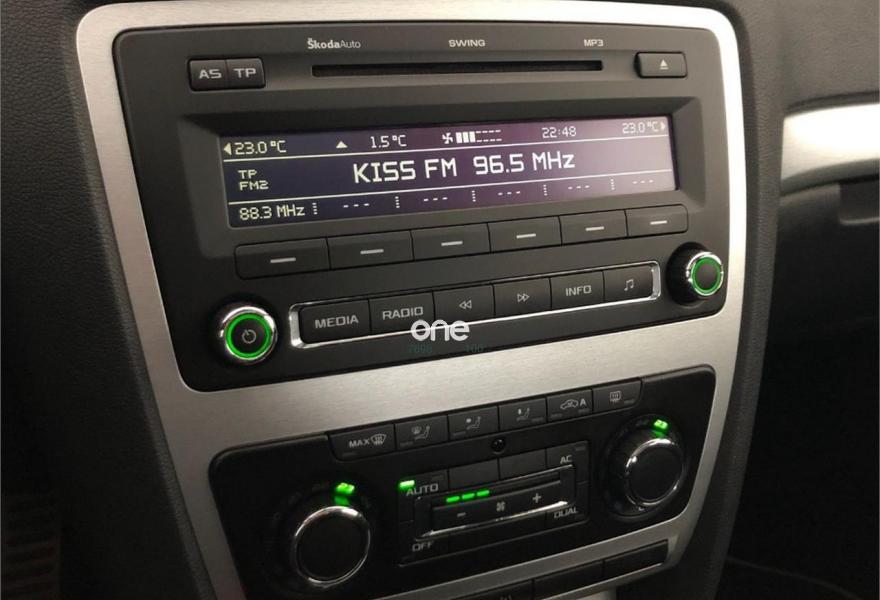 ŠkodaAuto SWING MP3
AS TP
23.0°C 1.5°C 22:48 23.0°C
TP KISS FM 96.5 MHz
FM2
88.3 MHz --- --- --- --- ---
MEDIA RADIO INFO
one
MAX A
AUTO AC
- +
OFF DUAL